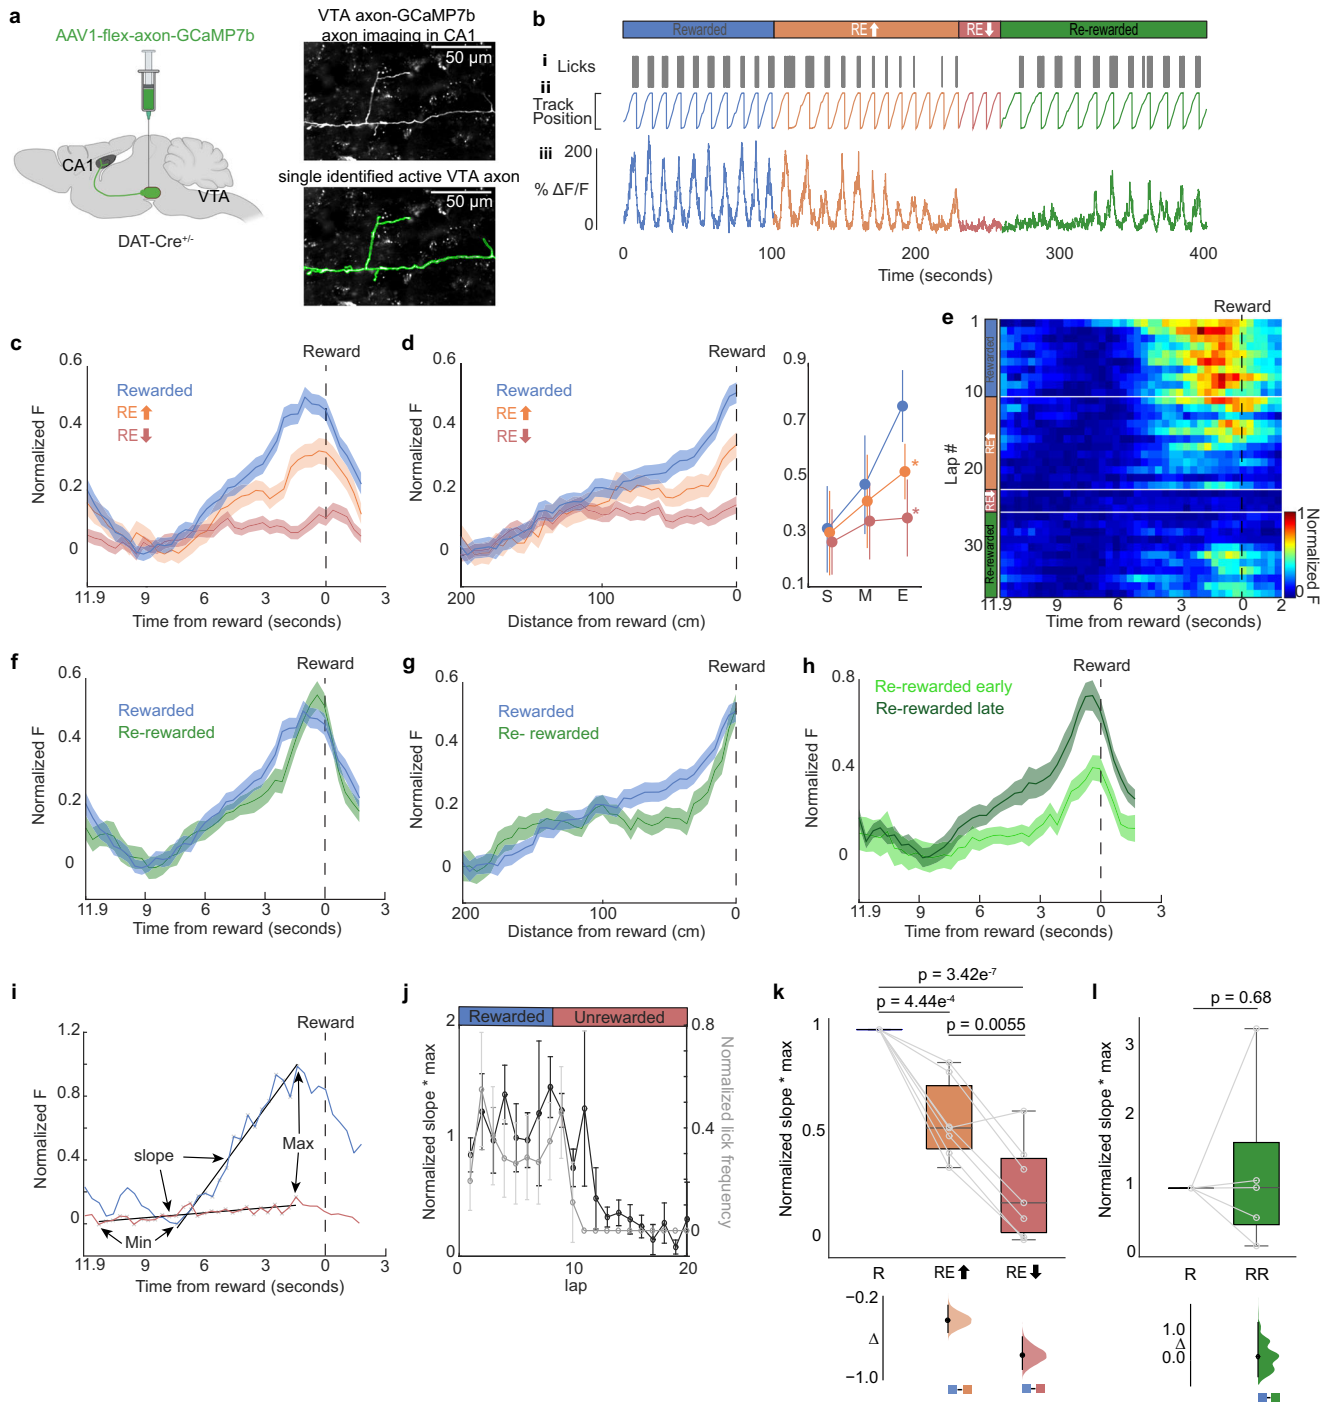 a
AAV1-flex-axon-GCaMP7b
CA1
VTA
DAT-Cre+/-
VTA axon-GCaMP7b
axon imaging in CA1
50 µm
single identified active VTA axon
50 µm
b
Rewarded
RE
RE
Re-rewarded
i Licks
ii
Track
Position
iii
200
% ΔF/F
0
0 100 200 300 400
Time (seconds)
c
0.6
0.4
0.2
0
Normalized F
Rewarded
RE
RE
Reward
11.9 9 6 3 0 3
Time from reward (seconds)
d
0.6
0.4
0.2
0
Normalized F
Rewarded
RE
RE
Reward
200 100 0
Distance from reward (cm)
0.9
0.7
0.5
0.3
0.1
*
*
S M E
e
Reward
1
10
20
30
Lap #
Rewarded
RE
RE
Re-rewarded
11.9 9 6 3 0 2
Time from reward (seconds)
1
0
Normalized F
f
0.6
0.4
0.2
0
Normalized F
Rewarded
Re-rewarded
Reward
11.9 9 6 3 0 3
Time from reward (seconds)
g
0.6
0.4
0.2
0
Normalized F
Rewarded
Re- rewarded
Reward
200 100 0
Distance from reward (cm)
h
0.8
0.4
0
Normalized F
Re-rewarded early
Re-rewarded late
Reward
11.9 9 6 3 0 3
Time from reward (seconds)
i
1.2
0.8
0.4
0
Normalized F
Reward
slope
Max
Min
11.9 9 6 3 0 3
Time from reward (seconds)
j
Rewarded
Unrewarded
2
1
0
Normalized slope * max
0.8
0.4
0
Normalized lick frequency
0 10 20
lap
k
p = 3.42e-7
p = 4.44e-4
p = 0.0055
1
0.5
0
Normalized slope * max
R RE RE
−0.2
Δ
−1.0
l
p = 0.68
3
2
1
0
Normalized slope * max
R RR
1.0
Δ
0.0